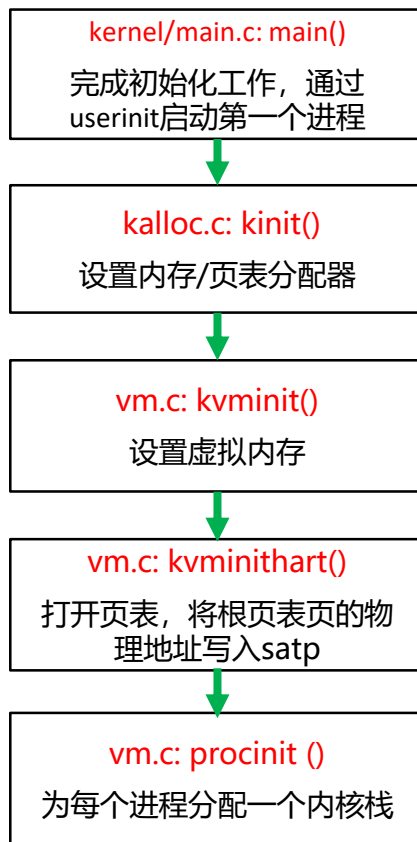 kernel/main.c: main()
完成初始化工作，通过
userinit启动第一个进程
kalloc.c: kinit()
设置内存/页表分配器
vm.c: kvminit()
设置虚拟内存
vm.c: kvminithart()
打开页表，将根页表页的物
理地址写入satp
vm.c: procinit ()
为每个进程分配一个内核栈